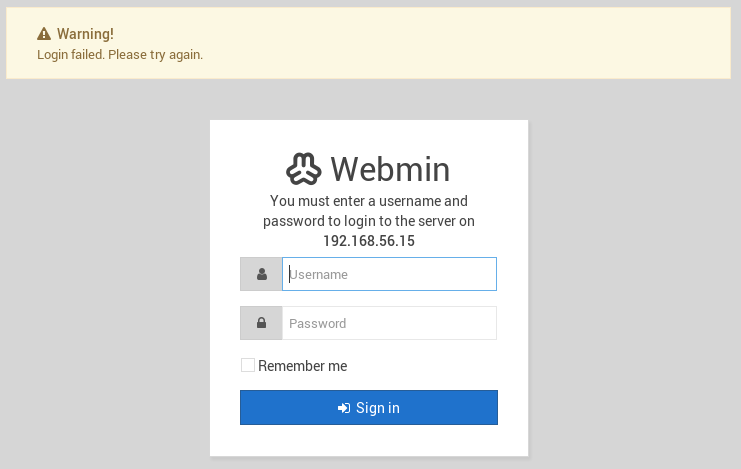 Warning!
Login failed. Please try again.
Webmin
You must enter a username and
password to login to the server on
192.168.56.15
Username
Password
Remember me
Sign in